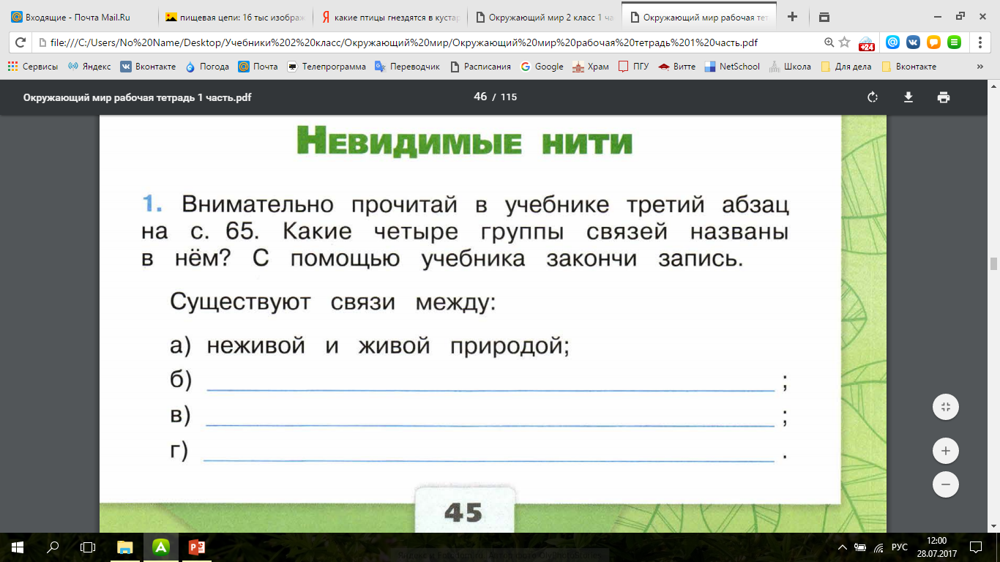 Входящие - Почта Mail.Ru
пищевая цепи: 16 тыс изображ
какие птицы гнездятся в кустар
Окружающий мир 2 класс 1 ча
Окружающий мир рабочая тет
file:///C:/Users/No%20Name/Desktop/Учебники%202%20класс/Окружающий%20мир/Окружающий%20мир%20рабочая%20тетрадь%201%20часть.pdf
+24
Сервисы Яндекс Вконтакте Погода Почта Телепрограмма Переводчик Расписания Google Храм ПГУ Витте NetSchool Школа Для дела Вконтакте »
Окружающий мир рабочая тетрадь 1 часть.pdf
46 / 115
НЕВИДИМЫЕ НИТИ
1. Внимательно прочитай в учебнике третий абзац
на с. 65. Какие четыре группы связей названы
в нём? С помощью учебника закончи запись.
Существуют связи между:
а) неживой и живой природой;
б) ;
в) ;
г) .
45
РУС
12:00
28.07.2017